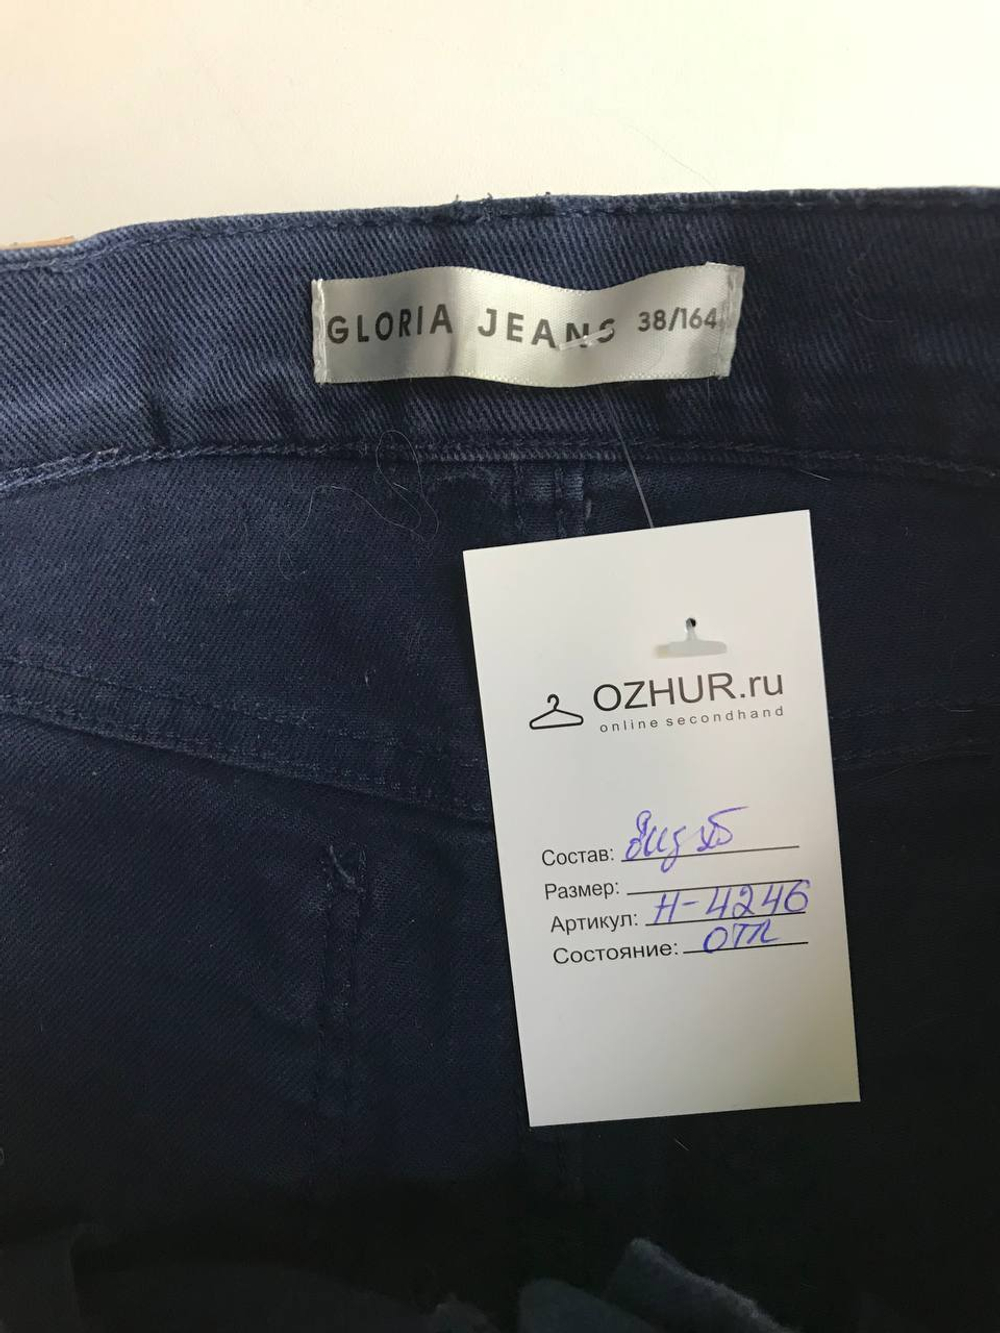 GLORIA JEANS 38/164
OZHUR.ru
online secondhand
Состав:
Размер:
Артикул: Н-4246
Состояние: отл